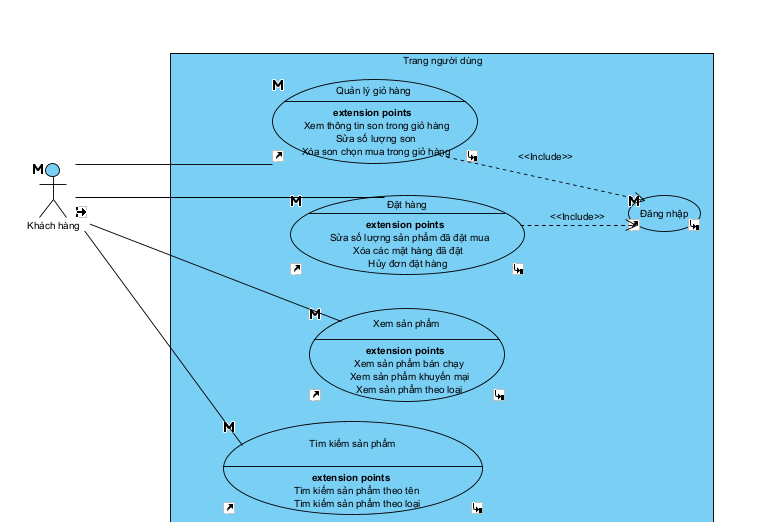 Trang người dùng
Quản lý giỏ hàng
extension points
Xem thông tin son trong giỏ hàng
Sửa số lượng son
Xóa son chọn mua trong giỏ hàng
<<Include>>
Khách hàng
Đặt hàng
extension points
Sửa số lượng sản phẩm đã đặt mua
Xóa các mặt hàng đã đặt
Hủy đơn đặt hàng
<<Include>>
Đăng nhập
Xem sản phẩm
extension points
Xem sản phẩm bán chạy
Xem sản phẩm khuyến mại
Xem sản phẩm theo loại
Tìm kiếm sản phẩm
extension points
Tìm kiếm sản phẩm theo tên
Tìm kiếm sản phẩm theo loại